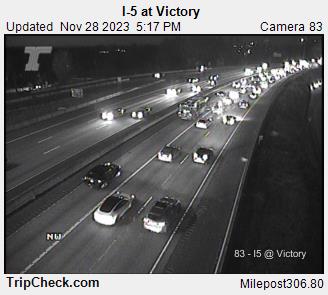 I-5 at Victory
Updated Nov 28 2023 5:17 PM Camera 83
T
NW
83 - I5 @ Victory
TripCheck.com Milepost306.80